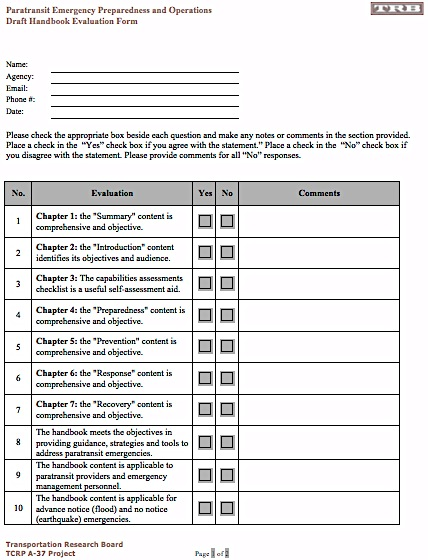 Paratransit Emergency Preparedness and Operations
Draft Handbook Evaluation Form
TRB
Name:
Agency:
Email:
Phone #:
Date:
Please check the appropriate box beside each question and make any notes or comments in the section provided.
Place a check in the “Yes” check box if you agree with the statement.” Place a check in the “No” check box if
you disagree with the statement. Please provide comments for all “No” responses.
No. Evaluation Yes No Comments
1 Chapter 1: the "Summary" content is
comprehensive and objective.
2 Chapter 2: the "Introduction" content
identifies its objectives and audience.
3 Chapter 3: The capabilities assessments
checklist is a useful self-assessment aid.
4 Chapter 4: the "Preparedness" content is
comprehensive and objective.
5 Chapter 5: the "Prevention" content is
comprehensive and objective.
6 Chapter 6: the "Response" content is
comprehensive and objective.
7 Chapter 7: the "Recovery" content is
comprehensive and objective.
8 The handbook meets the objectives in
providing guidance, strategies and tools to
address paratransit emergencies.
9 The handbook content is applicable to
paratransit providers and emergency
management personnel.
10 The handbook content is applicable for
advance notice (flood) and no notice
(earthquake) emergencies.
Transportation Research Board
TCRP A-37 Project Page 1 of 2